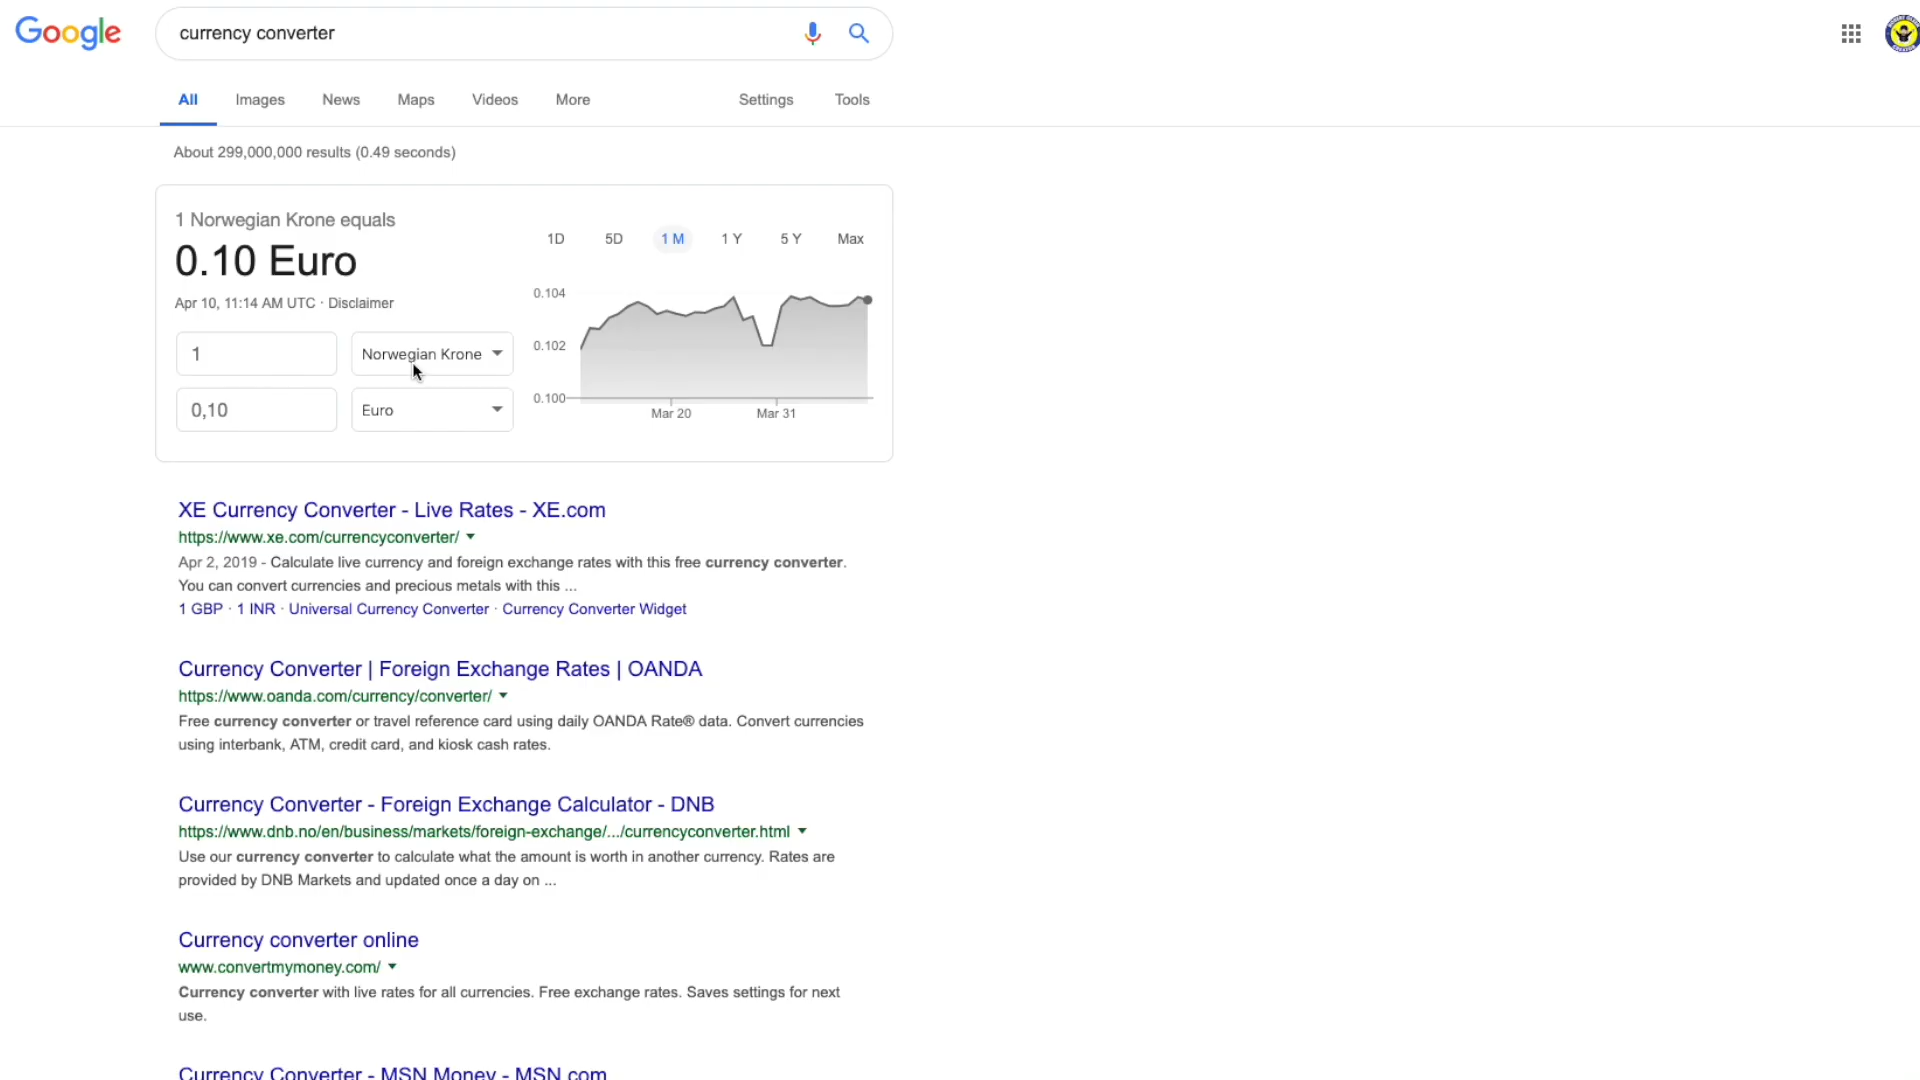 Google
currency converter
All Images News Maps Videos More Settings Tools
About 299,000,000 results (0.49 seconds)
1 Norwegian Krone equals
0.10 Euro
Apr 10, 11:14 AM UTC · Disclaimer
1 Norwegian Krone
0,10 Euro
1D 5D 1 M 1 Y 5 Y Max
0.104
0.102
0.100
Mar 20 Mar 31
XE Currency Converter - Live Rates - XE.com
https://www.xe.com/currencyconverter/
Apr 2, 2019 - Calculate live currency and foreign exchange rates with this free currency converter.
You can convert currencies and precious metals with this ...
1 GBP · 1 INR · Universal Currency Converter · Currency Converter Widget
Currency Converter | Foreign Exchange Rates | OANDA
https://www.oanda.com/currency/converter/
Free currency converter or travel reference card using daily OANDA Rate® data. Convert currencies
using interbank, ATM, credit card, and kiosk cash rates.
Currency Converter - Foreign Exchange Calculator - DNB
https://www.dnb.no/en/business/markets/foreign-exchange/.../currencyconverter.html
Use our currency converter to calculate what the amount is worth in another currency. Rates are
provided by DNB Markets and updated once a day on ...
Currency converter online
www.convertmymoney.com/
Currency converter with live rates for all currencies. Free exchange rates. Saves settings for next
use.
Currency Converter - MSN Money - MSN.com